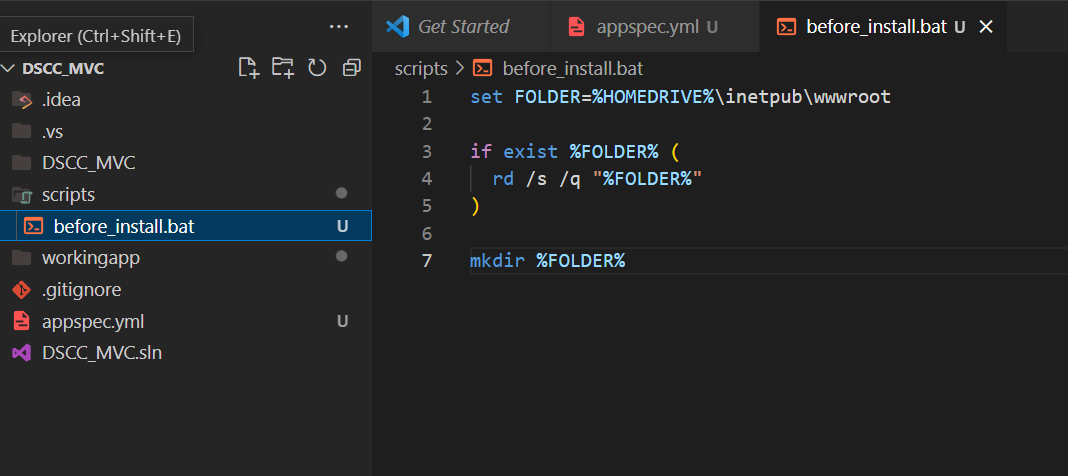 Explorer (Ctrl+Shift+E)
...
DSCC_MVC
.idea
.vs
DSCC_MVC
scripts
before_install.bat U
workingapp
.gitignore
appspec.yml U
DSCC_MVC.sln
Get Started
appspec.yml U
before_install.bat U
scripts > before_install.bat
1 set FOLDER=%HOMEDRIVE%\inetpub\wwwroot
2
3 if exist %FOLDER% (
4 rd /s /q "%FOLDER%"
5 )
6
7 mkdir %FOLDER%